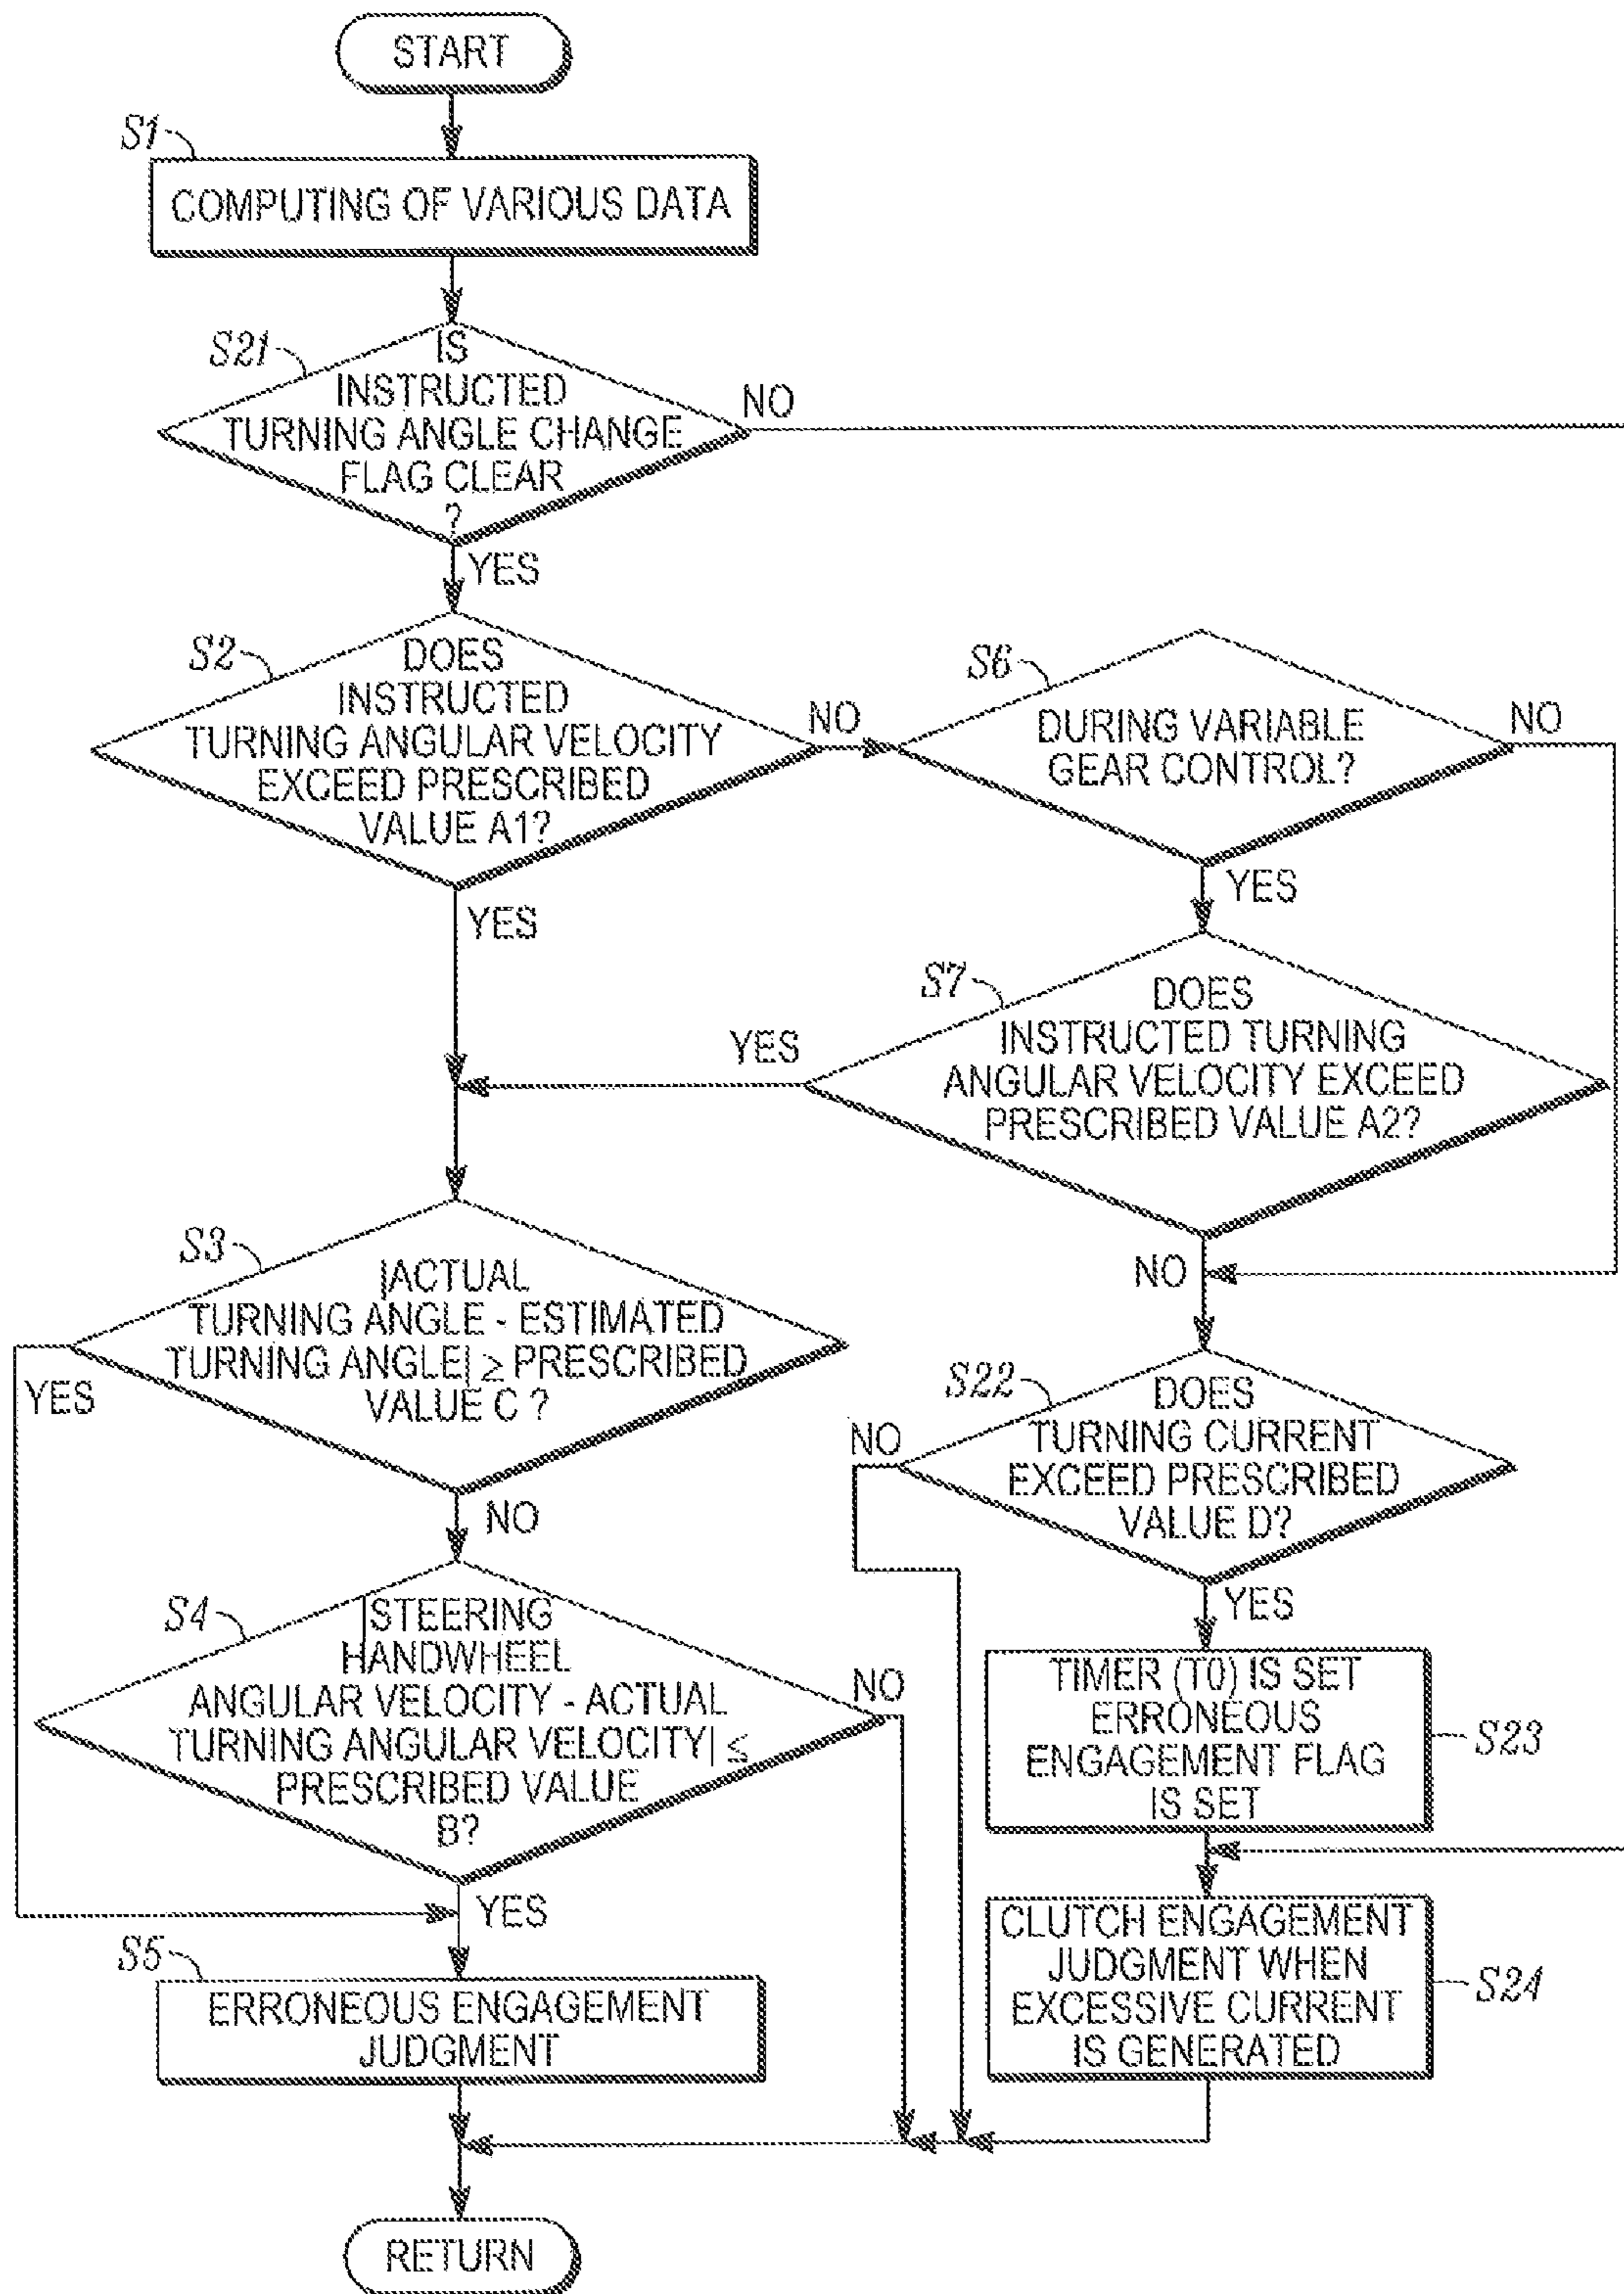 START
S1
COMPUTING OF VARIOUS DATA
S21
IS
INSTRUCTED
TURNING ANGLE CHANGE
FLAG CLEAR
?
NO
YES
S2
DOES
INSTRUCTED
TURNING ANGULAR VELOCITY
EXCEED PRESCRIBED
VALUE A1?
NO
YES
S6
DURING VARIABLE
GEAR CONTROL?
NO
YES
S7
DOES
INSTRUCTED TURNING
ANGULAR VELOCITY EXCEED
PRESCRIBED VALUE A2?
YES
NO
S3
|ACTUAL
TURNING ANGLE - ESTIMATED
TURNING ANGLE| ≥ PRESCRIBED
VALUE C ?
YES
NO
S22
DOES
TURNING CURRENT
EXCEED PRESCRIBED
VALUE D?
NO
YES
S4
|STEERING
HANDWHEEL
ANGULAR VELOCITY - ACTUAL
TURNING ANGULAR VELOCITY| ≤
PRESCRIBED VALUE
B?
NO
YES
TIMER (T0) IS SET
ERRONEOUS
ENGAGEMENT FLAG
IS SET
S23
S5
ERRONEOUS ENGAGEMENT
JUDGMENT
CLUTCH ENGAGEMENT
JUDGMENT WHEN
EXCESSIVE CURRENT
IS GENERATED
S24
RETURN